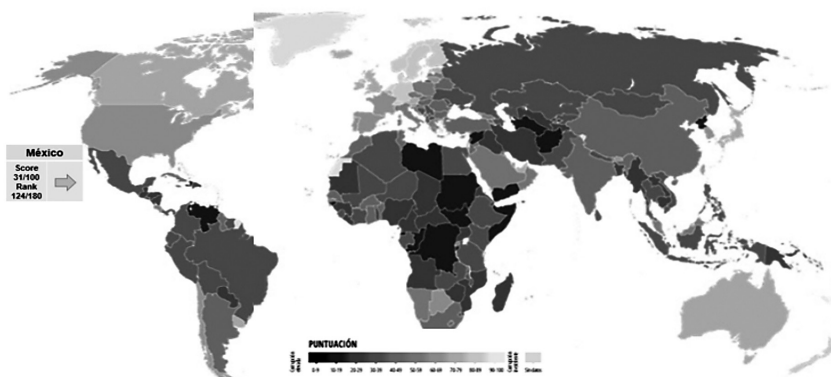 México
Score
31/100
Rank
124/180
PUNTUACIÓN
0-9 10-19 20-29 30-39 40-49 50-59 60-69 70-79 80-89 90-100 Sin datos